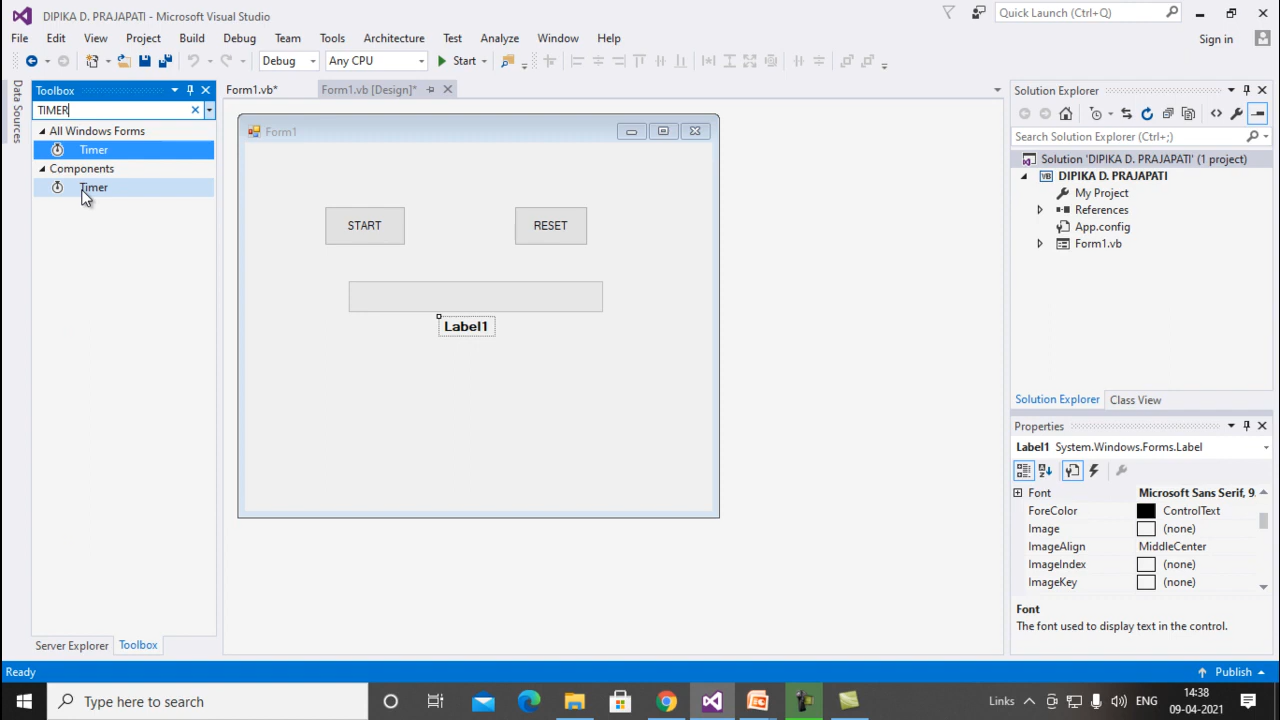 DIPIKA D. PRAJAPATI - Microsoft Visual Studio
Quick Launch (Ctrl+Q)
File Edit View Project Build Debug Team Tools Architecture Test Analyze Window Help
Sign in
Debug Any CPU Start
Data Sources
Toolbox
TIMER
All Windows Forms
Timer
Components
Timer
Server Explorer Toolbox
Form1.vb* Form1.vb [Design]*
Form1
START RESET
Label1
Solution Explorer
Search Solution Explorer (Ctrl+;)
Solution 'DIPIKA D. PRAJAPATI' (1 project)
VB DIPIKA D. PRAJAPATI
My Project
References
App.config
Form1.vb
Solution Explorer Class View
Properties
Label1 System.Windows.Forms.Label
Font Microsoft Sans Serif, 9.
ForeColor ControlText
Image (none)
ImageAlign MiddleCenter
ImageIndex (none)
ImageKey (none)
Font
The font used to display text in the control.
Ready Publish
Type here to search
Links ENG 14:38
09-04-2021